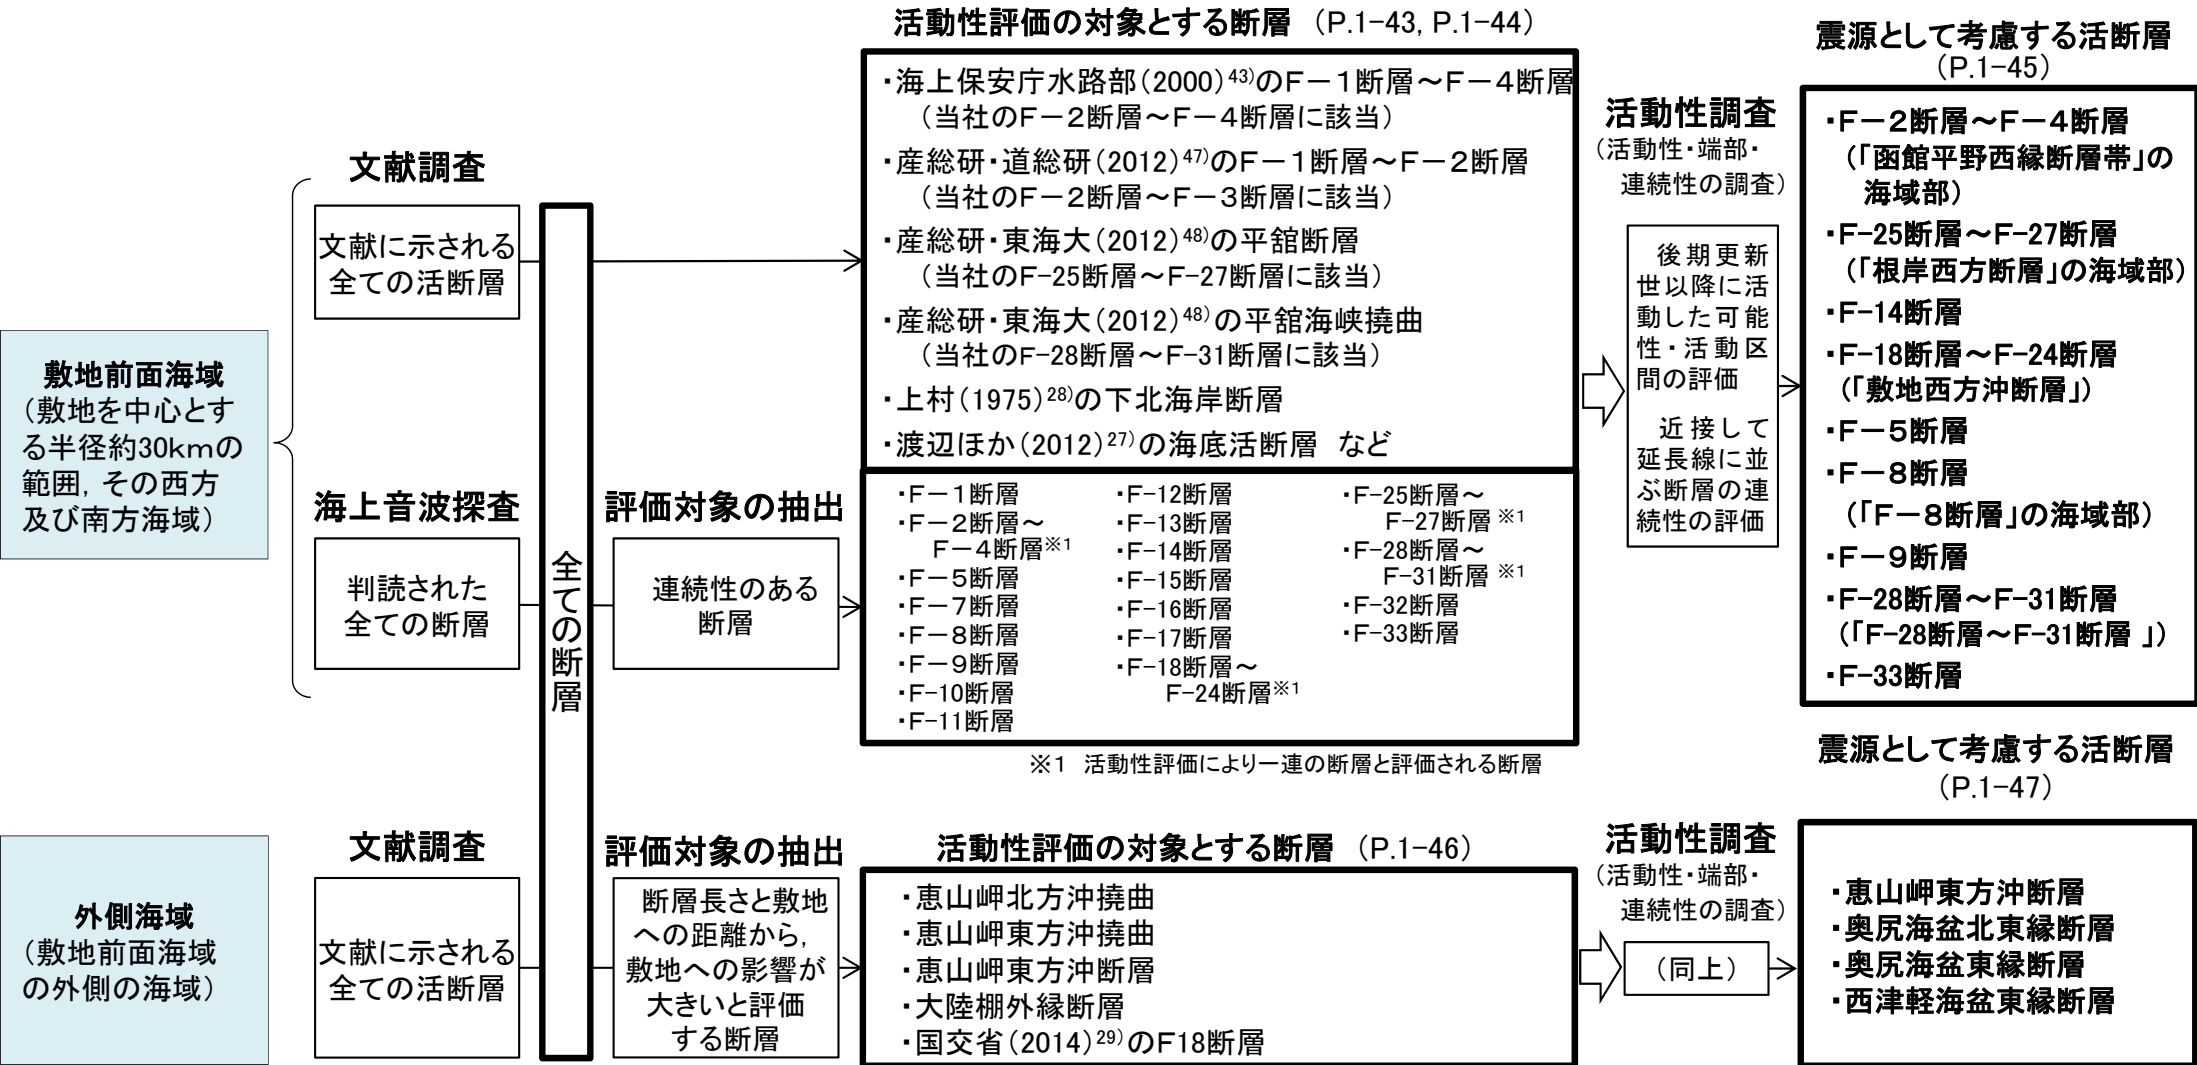 敷地前面海域
（敷地を中心とす
る半径約30kmの
範囲，その西方
及び南方海域）
文献調査
文献に示される
全ての活断層
海上音波探査
判読された
全ての断層
全ての断層
評価対象の抽出
連続性のある
断層
活動性評価の対象とする断層 （P.1-43, P.1-44）
・海上保安庁水路部（2000）43)のF－1断層～F－4断層
（当社のF－2断層～F－4断層に該当）
・産総研・道総研（2012）47)のF－1断層～F－2断層
（当社のF－2断層～F－3断層に該当）
・産総研・東海大（2012）48)の平舘断層
（当社のF-25断層～F-27断層に該当）
・産総研・東海大（2012）48)の平舘海峡撓曲
（当社のF-28断層～F-31断層に該当）
・上村（1975）28)の下北海岸断層
・渡辺ほか（2012）27)の海底活断層 など
・F－1断層
・F－2断層～
F－4断層※1
・F－5断層
・F－7断層
・F－8断層
・F－9断層
・F-10断層
・F-11断層
・F-12断層
・F-13断層
・F-14断層
・F-15断層
・F-16断層
・F-17断層
・F-18断層～
F-24断層※1
・F-25断層～
F-27断層※1
・F-28断層～
F-31断層※1
・F-32断層
・F-33断層
※1 活動性評価により一連の断層と評価される断層
活動性調査
（活動性・端部・
連続性の調査）
後期更新
世以降に活
動した可能
性・活動区
間の評価
近接して
延長線に並
ぶ断層の連
続性の評価
震源として考慮する活断層
（P.1-45）
・F－2断層～F－4断層
（「函館平野西縁断層帯」の
海域部）
・F-25断層～F-27断層
（「根岸西方断層」の海域部）
・F-14断層
・F-18断層～F-24断層
（「敷地西方沖断層」）
・F－5断層
・F－8断層
（「F－8断層」の海域部）
・F－9断層
・F-28断層～F-31断層
（「F-28断層～F-31断層 」）
・F-33断層
外側海域
（敷地前面海域
の外側の海域）
文献調査
文献に示される
全ての活断層
評価対象の抽出
断層長さと敷地
への距離から，
敷地への影響が
大きいと評価
する断層
活動性評価の対象とする断層 （P.1-46）
・恵山岬北方沖撓曲
・恵山岬東方沖撓曲
・恵山岬東方沖断層
・大陸棚外縁断層
・国交省（2014）29)のF18断層
活動性調査
（活動性・端部・
連続性の調査）
（同上）
震源として考慮する活断層
（P.1-47）
・恵山岬東方沖断層
・奥尻海盆北東縁断層
・奥尻海盆東縁断層
・西津軽海盆東縁断層